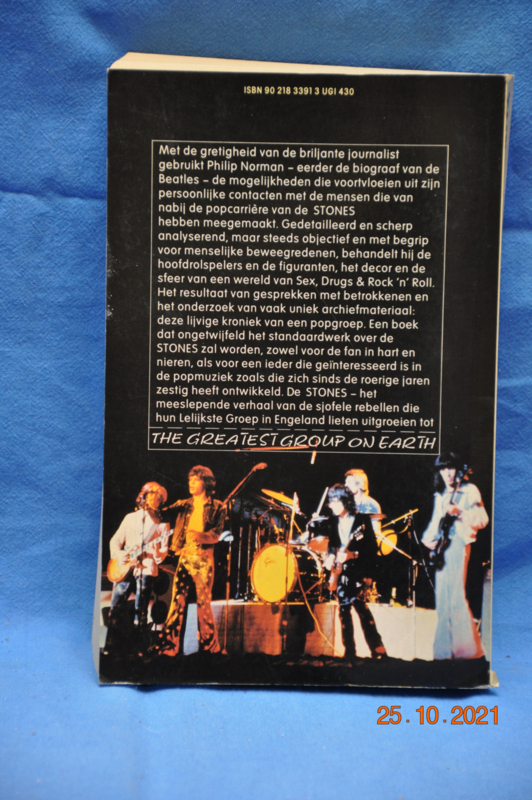 ISBN 90 218 3391 3 UGI 430
Met de gretigheid van de briljante journalist
gebruikt Philip Norman – eerder de biograaf van de
Beatles – de mogelijkheden die voortvloeien uit zijn
persoonlijke contacten met de mensen die van
nabij de popcarrière van de STONES
hebben meegemaakt. Gedetailleerd en scherp
analyserend, maar steeds objectief en met begrip
voor menselijke beweegredenen, behandelt hij de
hoofdrolspelers en de figuranten, het decor en de
sfeer van een wereld van Sex, Drugs & Rock 'n' Roll.
Het resultaat van gesprekken met betrokkenen en
het onderzoek van vaak uniek archiefmateriaal:
deze lijvige kroniek van een popgroep. Een boek
dat ongetwijfeld het standaardwerk over de
STONES zal worden, zowel voor de fan in hart en
nieren, als voor een ieder die geïnteresseerd is in
de popmuziek zoals die zich sinds de roerige jaren
zestig heeft ontwikkeld. De STONES – het
meeslepende verhaal van de sjofele rebellen die
hun Lelijkste Groep in Engeland lieten uitgroeien tot
THE GREATEST GROUP ON EARTH
25.10.2021